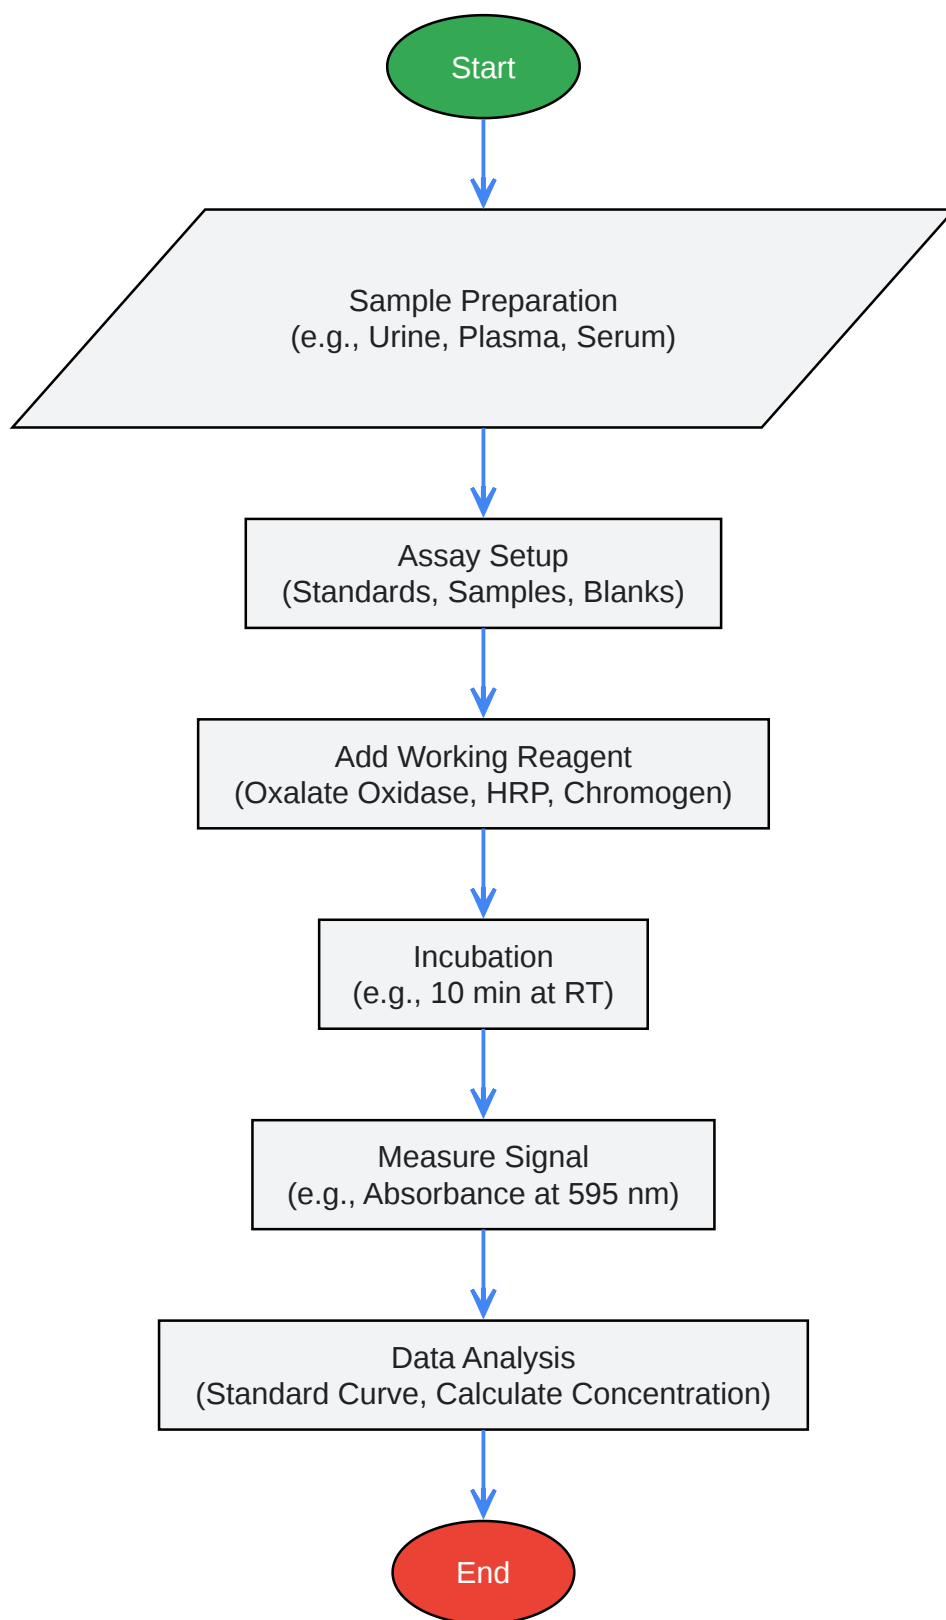 Start
Sample Preparation
(e.g., Urine, Plasma, Serum)
Assay Setup
(Standards, Samples, Blanks)
Add Working Reagent
(Oxalate Oxidase, HRP, Chromogen)
Incubation
(e.g., 10 min at RT)
Measure Signal
(e.g., Absorbance at 595 nm)
Data Analysis
(Standard Curve, Calculate Concentration)
End